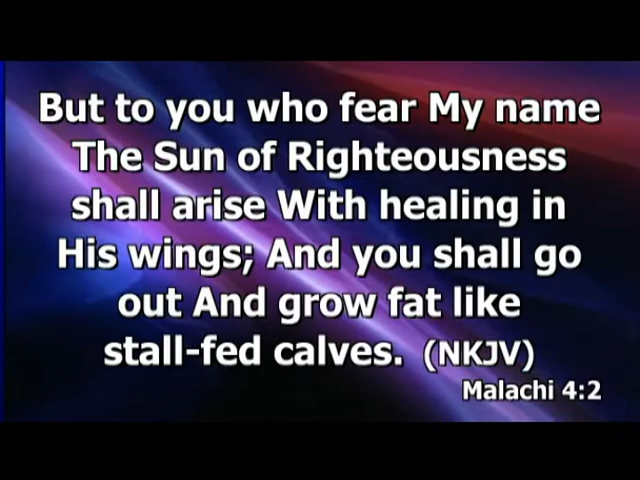 But to you who fear My name
The Sun of Righteousness
shall arise With healing in
His wings; And you shall go
out And grow fat like
stall-fed calves. (NKJV)
Malachi 4:2